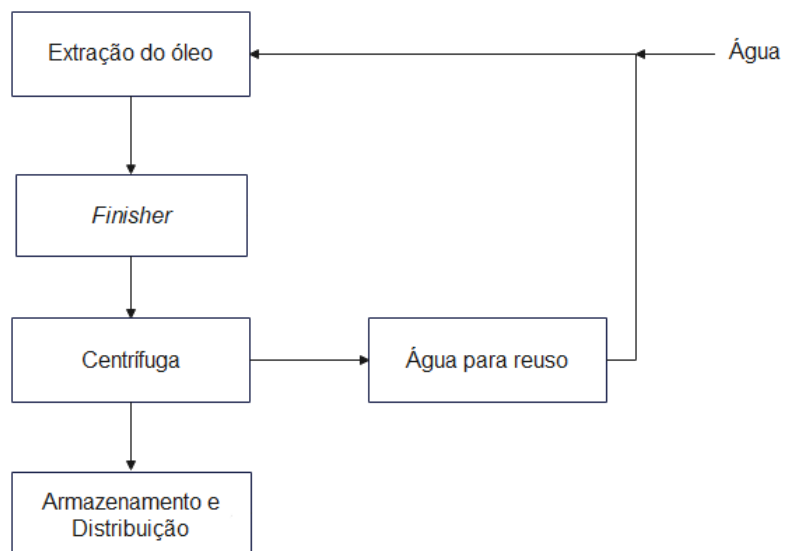 Extração do óleo
Água
Finisher
Centrífuga
Água para reuso
Armazenamento e
Distribuição